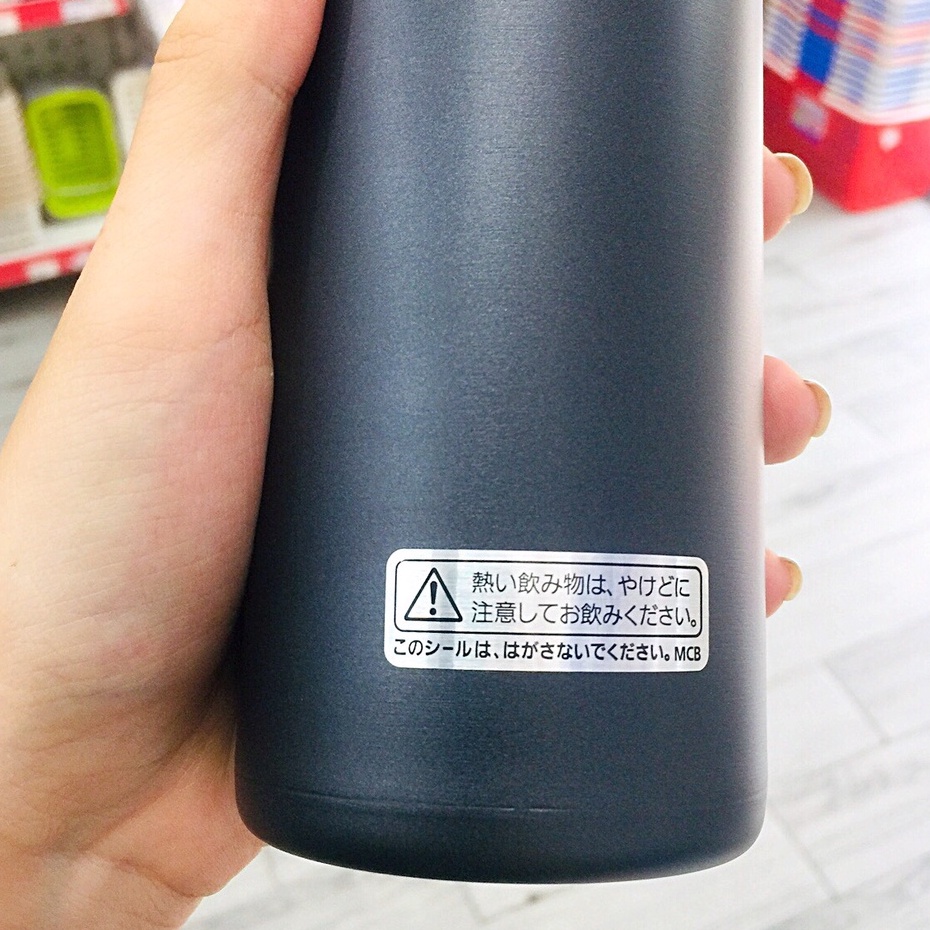 熱い飲み物は、やけどに
注意してお飲みください。
このシールは、はがさないでください。MCB